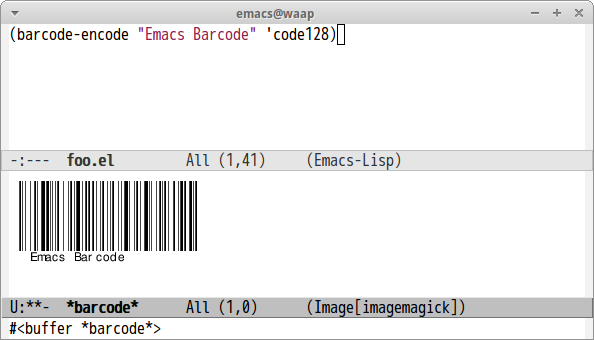 emacs@waap
(barcode-encode "Emacs Barcode" 'code128)
-:--- foo.el All (1,41) (Emacs-Lisp)
Emacs Barcode
U:**- *barcode* All (1,0) (Image[imagemagick])
#<buffer *barcode*>